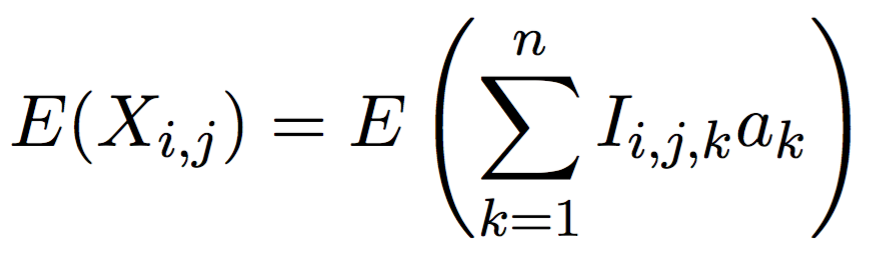 E(X_{i,j}) = E\left(\sum_{k=1}^{n} I_{i,j,k} a_k\right)